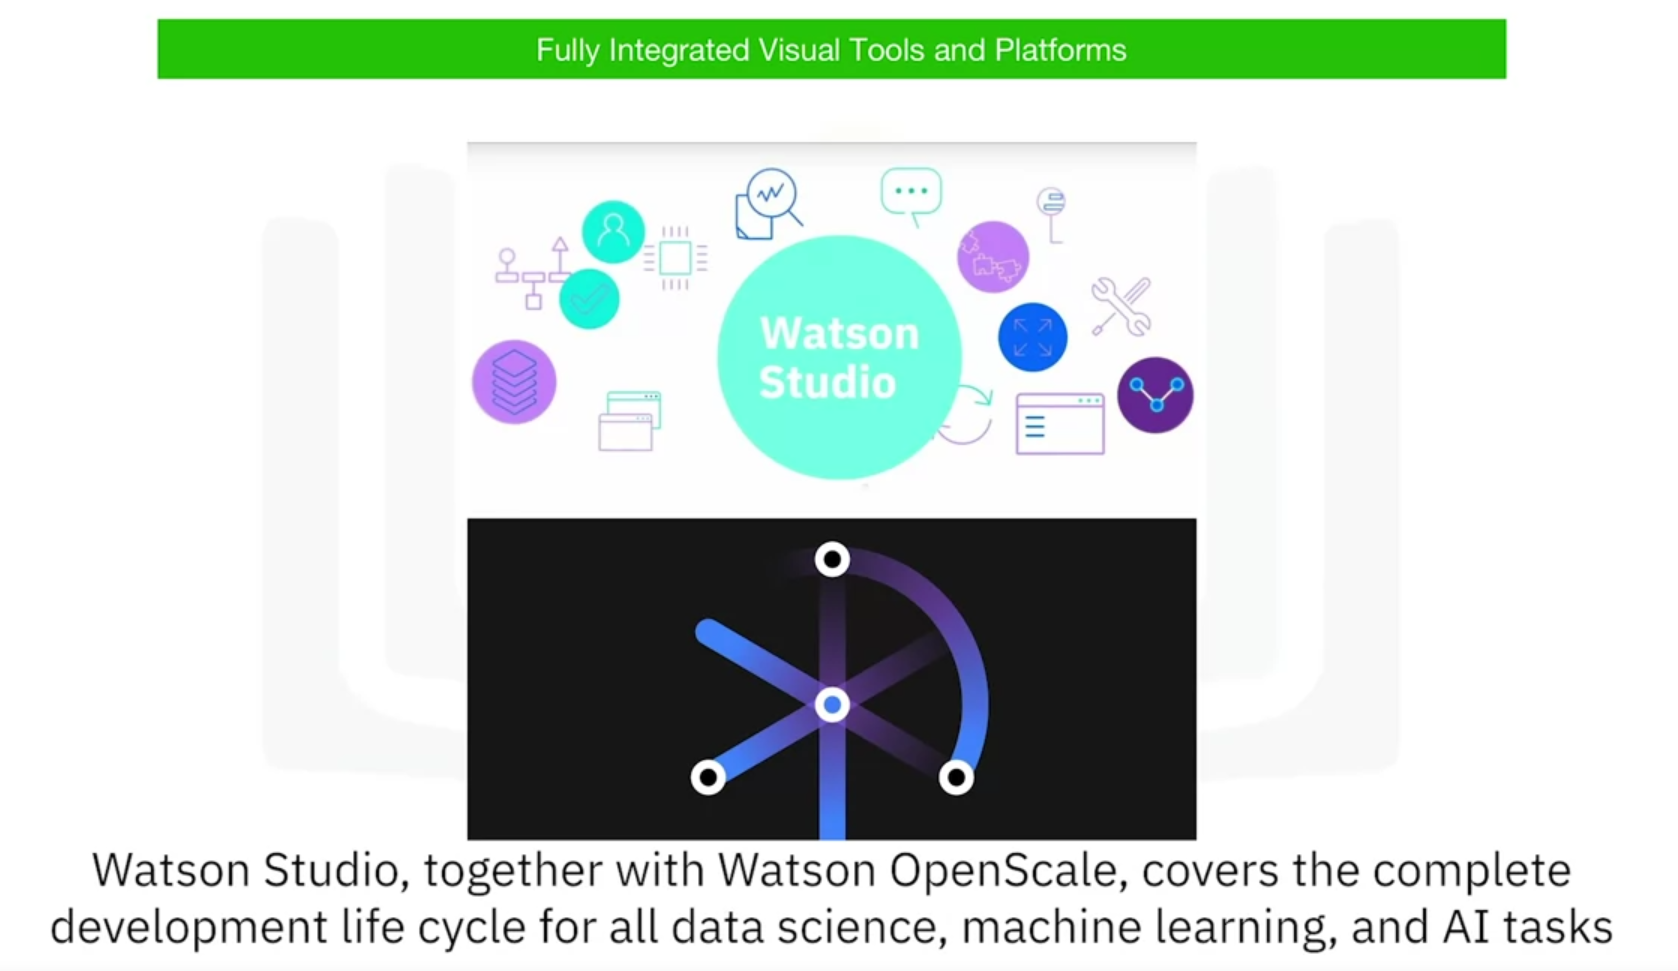 Fully Integrated Visual Tools and Platforms
Watson
Studio
Watson Studio, together with Watson OpenScale, covers the complete
development life cycle for all data science, machine learning, and AI tasks